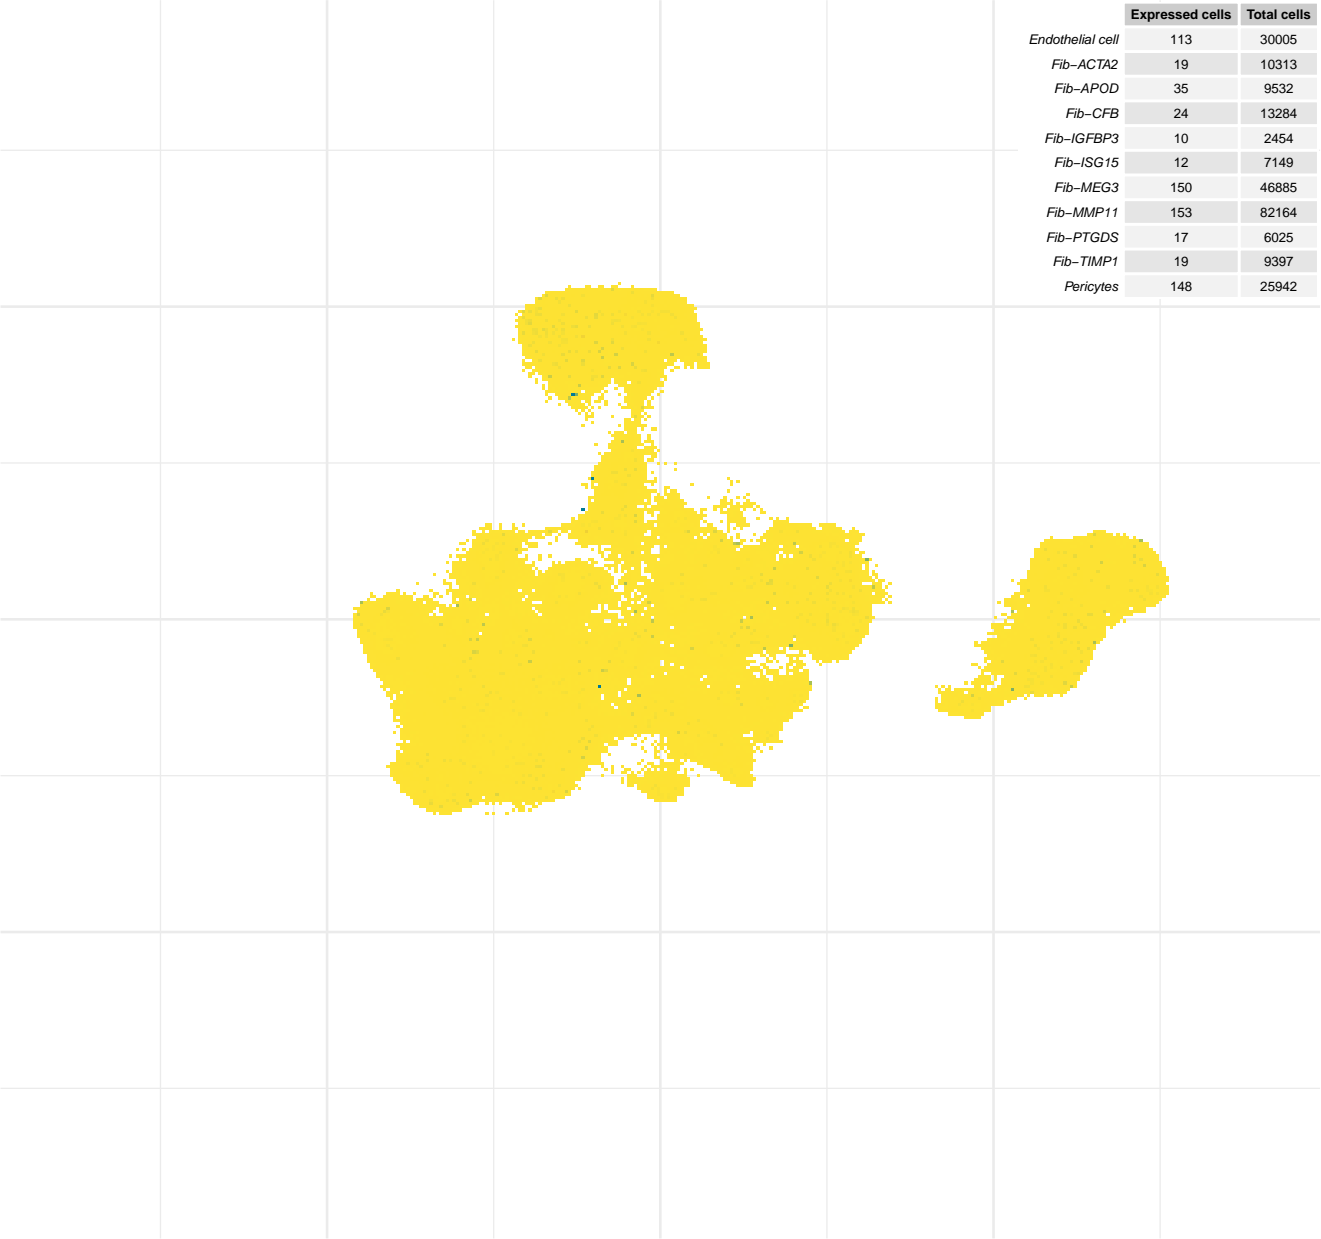 Expressed cells Total cells
Endothelial cell 113 30005
Fib−ACTA2 19 10313
Fib−APOD 35 9532
Fib−CFB 24 13284
Fib−IGFBP3 10 2454
Fib−ISG15 12 7149
Fib−MEG3 150 46885
Fib−MMP11 153 82164
Fib−PTGDS 17 6025
Fib−TIMP1 19 9397
Pericytes 148 25942